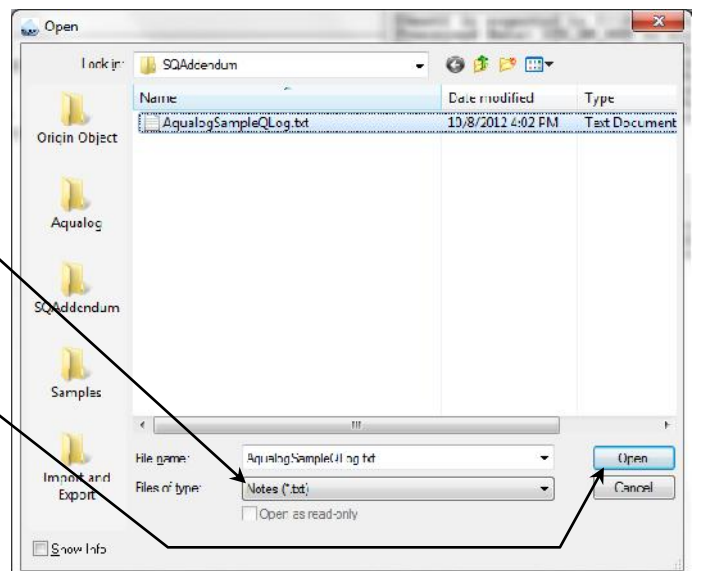 Open
Look in: SQAddendum
Name Date modified Type
AqualogSampleQLog.txt 10/8/2012 4:02 PM Text Document
Origin Object
Aqualog
SQAddendum
Samples
Import and
Export
File name: AqualogSampleQLog.txt Open
Files of type: Notes (*.txt) Cancel
Open as read-only
Show Info